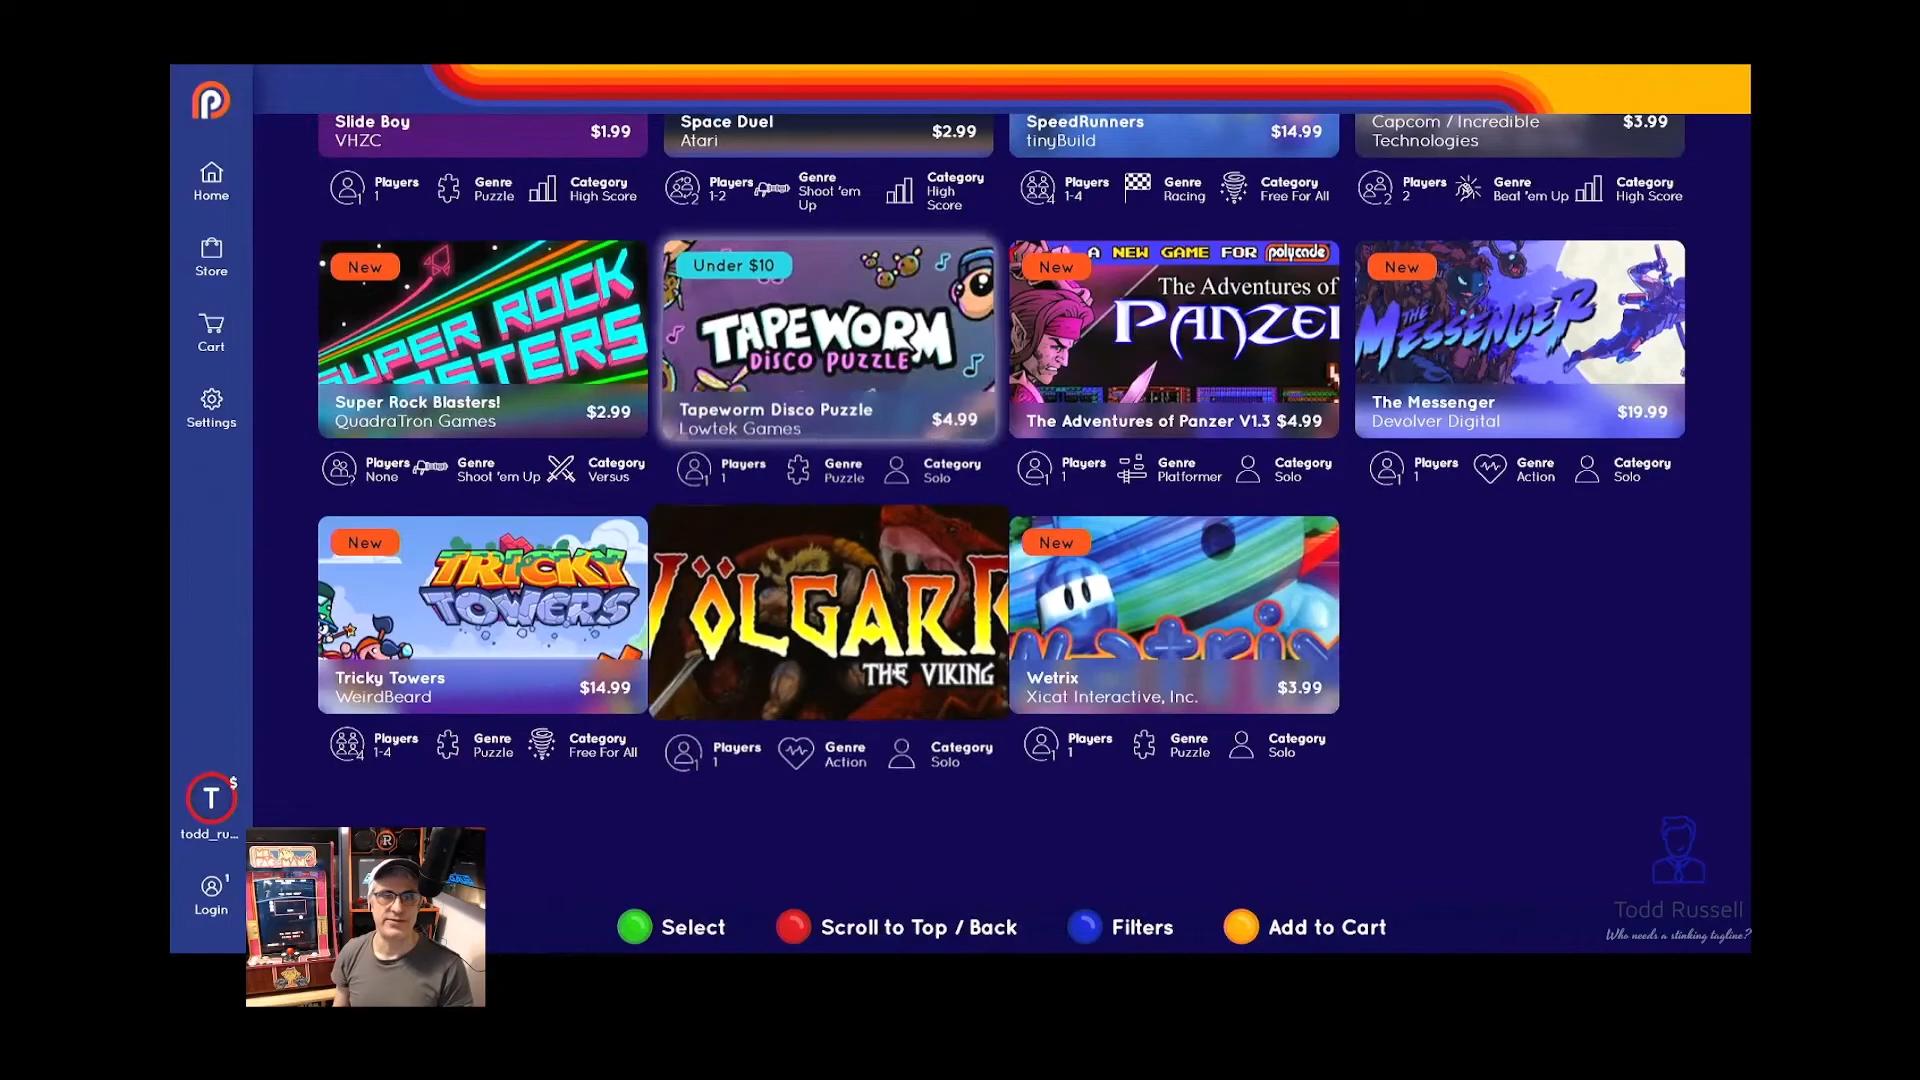 Home
Store
Cart
Settings
T
$
todd_ru...
Login
1
Slide Boy
VHZC
$1.99
Space Duel
Atari
$2.99
SpeedRunners
tinyBuild
$14.99
Capcom / Incredible
Technologies
$3.99
Players
1
Genre
Puzzle
Category
High Score
Players
1-2
Genre
Shoot 'em
Up
Category
High
Score
Players
1-4
Genre
Racing
Category
Free For All
Players
2
Genre
Beat 'em Up
Category
High Score
New
SUPER ROCK
Super Rock Blasters!
QuadraTron Games
$2.99
Under $10
TAPEWORM
DISCO PUZZLE
Tapeworm Disco Puzzle
Lowtek Games
$4.99
A NEW GAME FOR polycade
New
The Adventures of
PANZE
The Adventures of Panzer V1.3 $4.99
New
THE
MESSENGER
The Messenger
Devolver Digital
$19.99
Players
None
Genre
Shoot 'em Up
Category
Versus
Players
1
Genre
Puzzle
Category
Solo
Players
1
Genre
Platformer
Category
Solo
Players
1
Genre
Action
Category
Solo
New
TRICKY
TOWERS
Tricky Towers
WeirdBeard
$14.99
VÖLGARR
THE VIKING
New
Wetrix
Xicat Interactive, Inc.
$3.99
Players
1-4
Genre
Puzzle
Category
Free For All
Players
1
Genre
Action
Category
Solo
Players
1
Genre
Puzzle
Category
Solo
Select
Scroll to Top / Back
Filters
Add to Cart
Todd Russell
Who needs a stinking tagline?